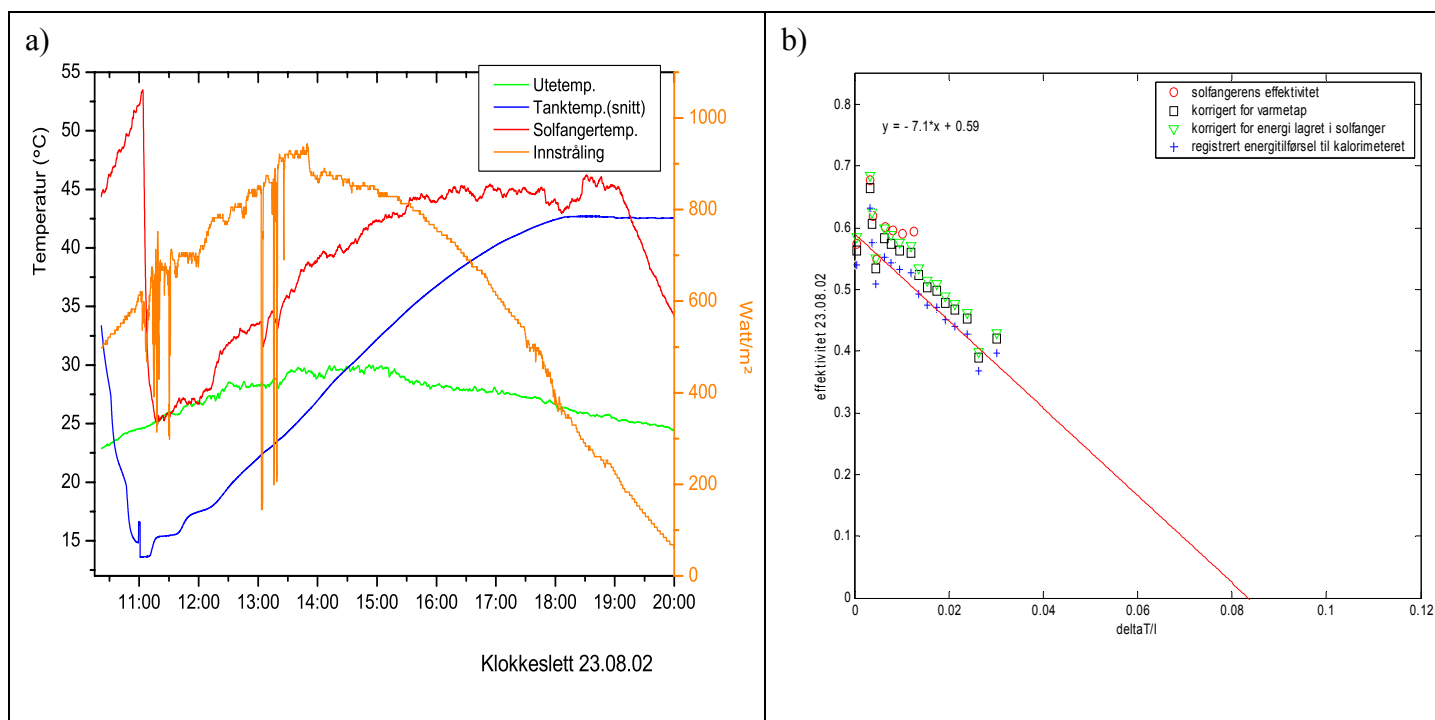 a)
55
50
45
40
35
30
25
20
15
Temperatur (°C)
Utetemp.
Tanktemp.(snitt)
Solfangertemp.
Innstråling
1000
800
600
400
200
0
Watt/m²
11:00 12:00 13:00 14:00 15:00 16:00 17:00 18:00 19:00 20:00
Klokkeslett 23.08.02
b)
solfangerens effektivitet
korrigert for varmetap
korrigert for energi lagret i solfanger
registrert energitilførsel til kalorimeteret
y = - 7.1*x + 0.59
0.8
0.7
0.6
0.5
0.4
0.3
0.2
0.1
0
effektivitet 23.08.02
0 0.02 0.04 0.06 0.08 0.1 0.12
deltaT/I